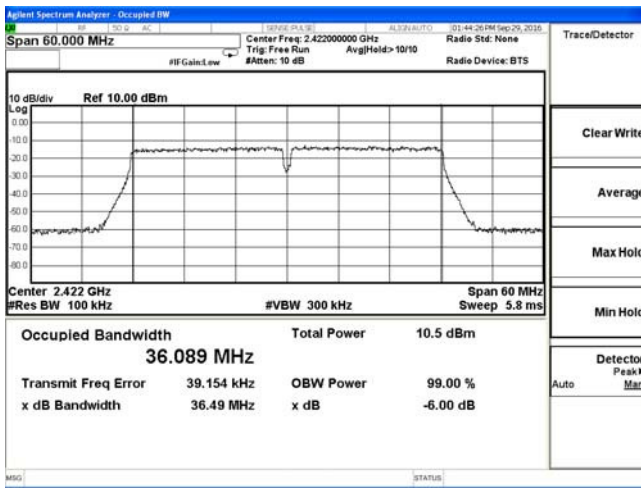 Agilent Spectrum Analyzer - Occupied BW
RF 50 Ω AC SENSE:PULSE ALIGN AUTO 01:44:26 PM Sep 29, 2016
Span 60.000 MHz
Center Freq: 2.422000000 GHz
Radio Std: None
Trace/Detector
Trig: Free Run Avg|Hold:>10/10
#IFGain:Low #Atten: 10 dB Radio Device: BTS
10 dB/div Ref 10.00 dBm
Log
0.00
-10.0
-20.0
-30.0
-40.0
-50.0
-60.0
-70.0
-80.0
Clear Write
Average
Max Hold
Min Hold
Center 2.422 GHz Span 60 MHz
#Res BW 100 kHz #VBW 300 kHz Sweep 5.8 ms
Occupied Bandwidth Total Power 10.5 dBm
36.089 MHz
Transmit Freq Error 39.154 kHz OBW Power 99.00 %
x dB Bandwidth 36.49 MHz x dB -6.00 dB
Detector
Peak
Auto Man
MSG STATUS